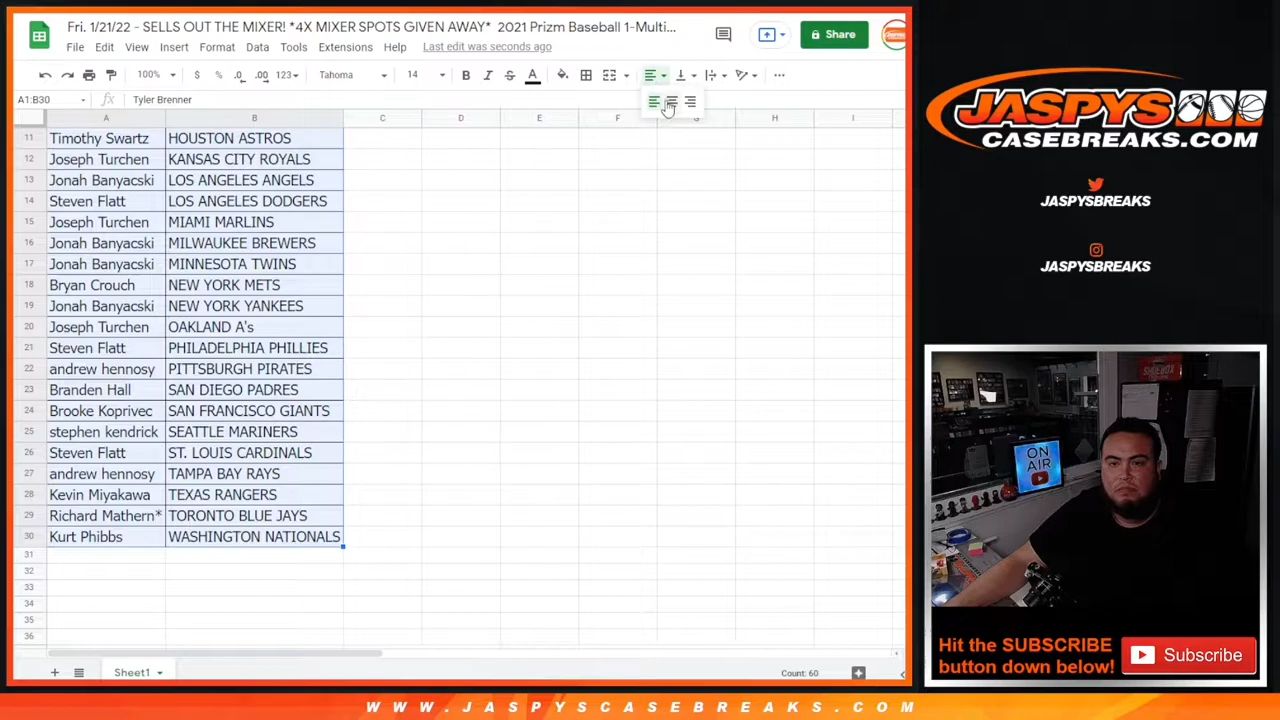 Fri. 1/21/22 - SELLS OUT THE MIXER! *4X MIXER SPOTS GIVEN AWAY* 2021 Prizm Baseball 1-Multi...
File Edit View Insert Format Data Tools Extensions Help Last edit was seconds ago
Share
100% $ % .0 .00 123 Tahoma 14 B I S A
A1:B30 fx Tyler Brenner
A B C D E F G H I
11 Timothy Swartz HOUSTON ASTROS
12 Joseph Turchen KANSAS CITY ROYALS
13 Jonah Banyacski LOS ANGELES ANGELS
14 Steven Flatt LOS ANGELES DODGERS
15 Joseph Turchen MIAMI MARLINS
16 Jonah Banyacski MILWAUKEE BREWERS
17 Jonah Banyacski MINNESOTA TWINS
18 Bryan Crouch NEW YORK METS
19 Jonah Banyacski NEW YORK YANKEES
20 Joseph Turchen OAKLAND A's
21 Steven Flatt PHILADELPHIA PHILLIES
22 andrew hennosy PITTSBURGH PIRATES
23 Branden Hall SAN DIEGO PADRES
24 Brooke Koprivec SAN FRANCISCO GIANTS
25 stephen kendrick SEATTLE MARINERS
26 Steven Flatt ST. LOUIS CARDINALS
27 andrew hennosy TAMPA BAY RAYS
28 Kevin Miyakawa TEXAS RANGERS
29 Richard Mathern* TORONTO BLUE JAYS
30 Kurt Phibbs WASHINGTON NATIONALS
31
32
33
34
35
36
Sheet1
Count: 60
JASPYS
CASEBREAKS.COM
JASPYSBREAKS
JASPYSBREAKS
ON
AIR
Hit the SUBSCRIBE
button down below!
Subscribe
WWW.JASPYSCASEBREAKS.COM